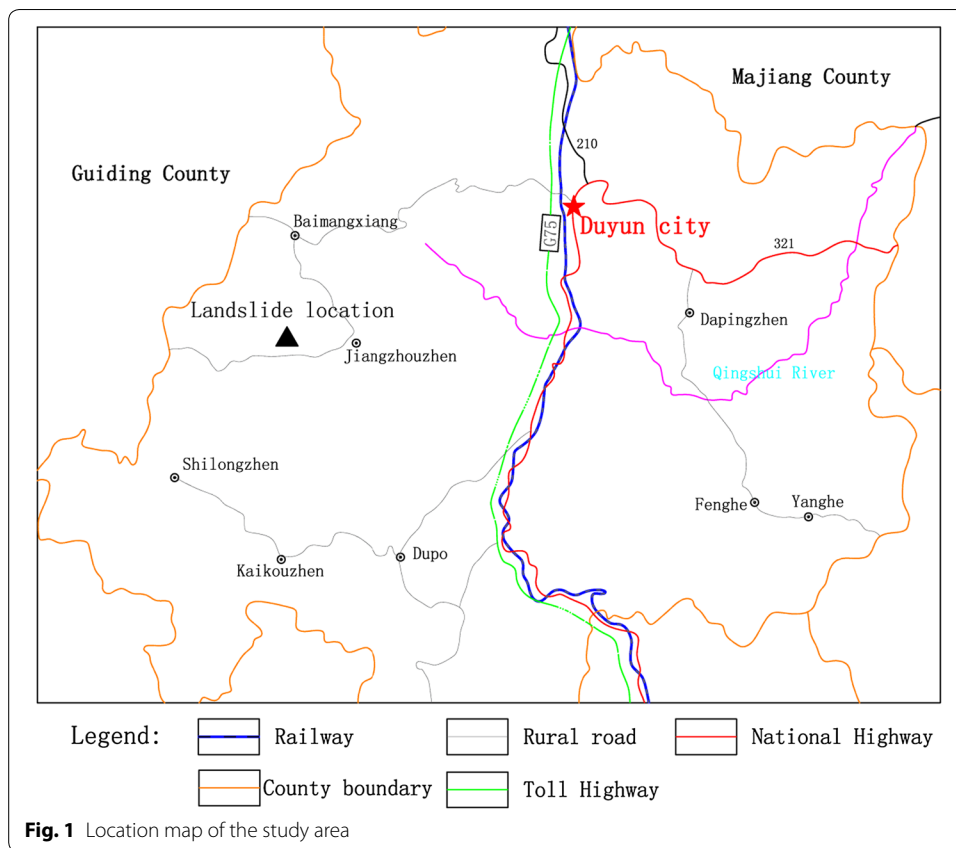 Majiang County
210
Guiding County
Baimangxiang
G75
Duyun city
321
Landslide location
Dapingzhen
Jiangzhouzhen
Qingshui River
Shilongzhen
Fenghe
Yanghe
Dupo
Kaikouzhen
Legend:
Railway
Rural road
National Highway
County boundary
Toll Highway
Fig. 1 Location map of the study area